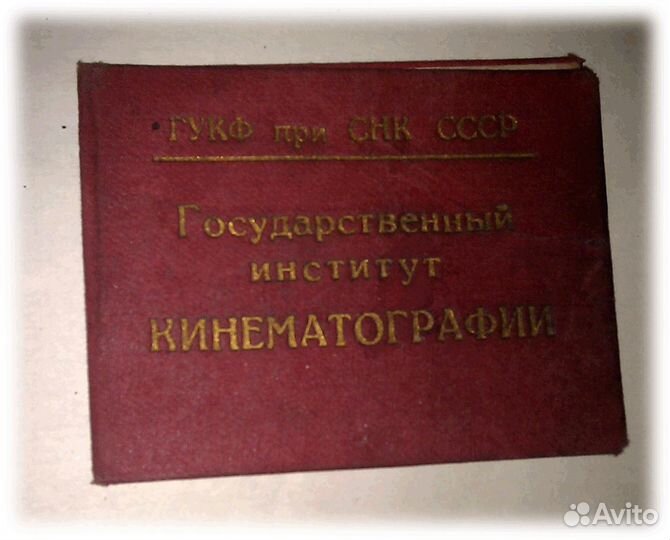 ГУКФ при СНК СССР
Государственный
институт
КИНЕМАТОГРАФИИ
Avito